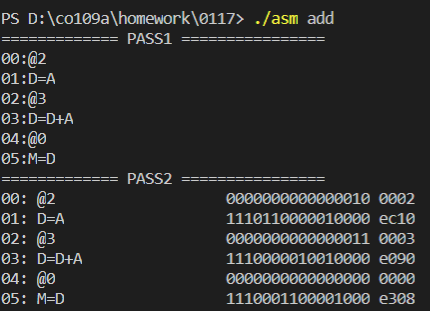 PS D:\co109a\homework\0117> ./asm add
============= PASS1 ================
00:@2
01:D=A
02:@3
03:D=D+A
04:@0
05:M=D
============= PASS2 ================
00: @2 0000000000000010 0002
01: D=A 1110110000010000 ec10
02: @3 0000000000000011 0003
03: D=D+A 1110000010010000 e090
04: @0 0000000000000000 0000
05: M=D 1110001100001000 e308